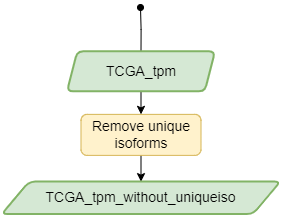 TCGA_tpm
Remove unique
isoforms
TCGA_tpm_without_uniqueiso